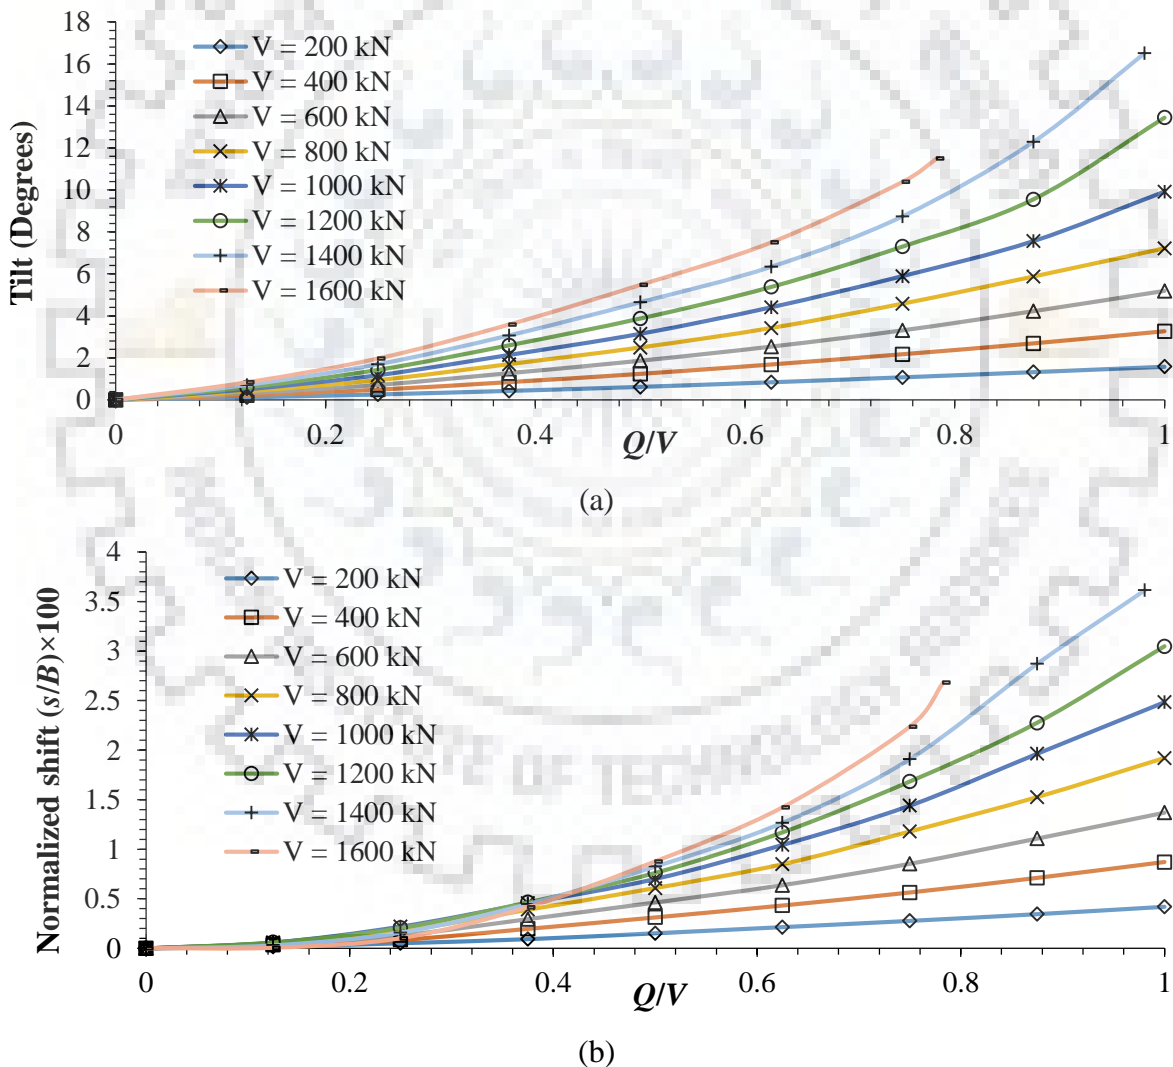 18
16
14
12
10
8
6
4
2
0
Tilt (Degrees)
V = 200 kN
V = 400 kN
V = 600 kN
V = 800 kN
V = 1000 kN
V = 1200 kN
V = 1400 kN
V = 1600 kN
0 0.2 0.4 0.6 0.8 1
Q/V
(a)
4
3.5
3
2.5
2
1.5
1
0.5
0
Normalized shift (s/B)×100
V = 200 kN
V = 400 kN
V = 600 kN
V = 800 kN
V = 1000 kN
V = 1200 kN
V = 1400 kN
V = 1600 kN
0 0.2 0.4 0.6 0.8 1
Q/V
(b)